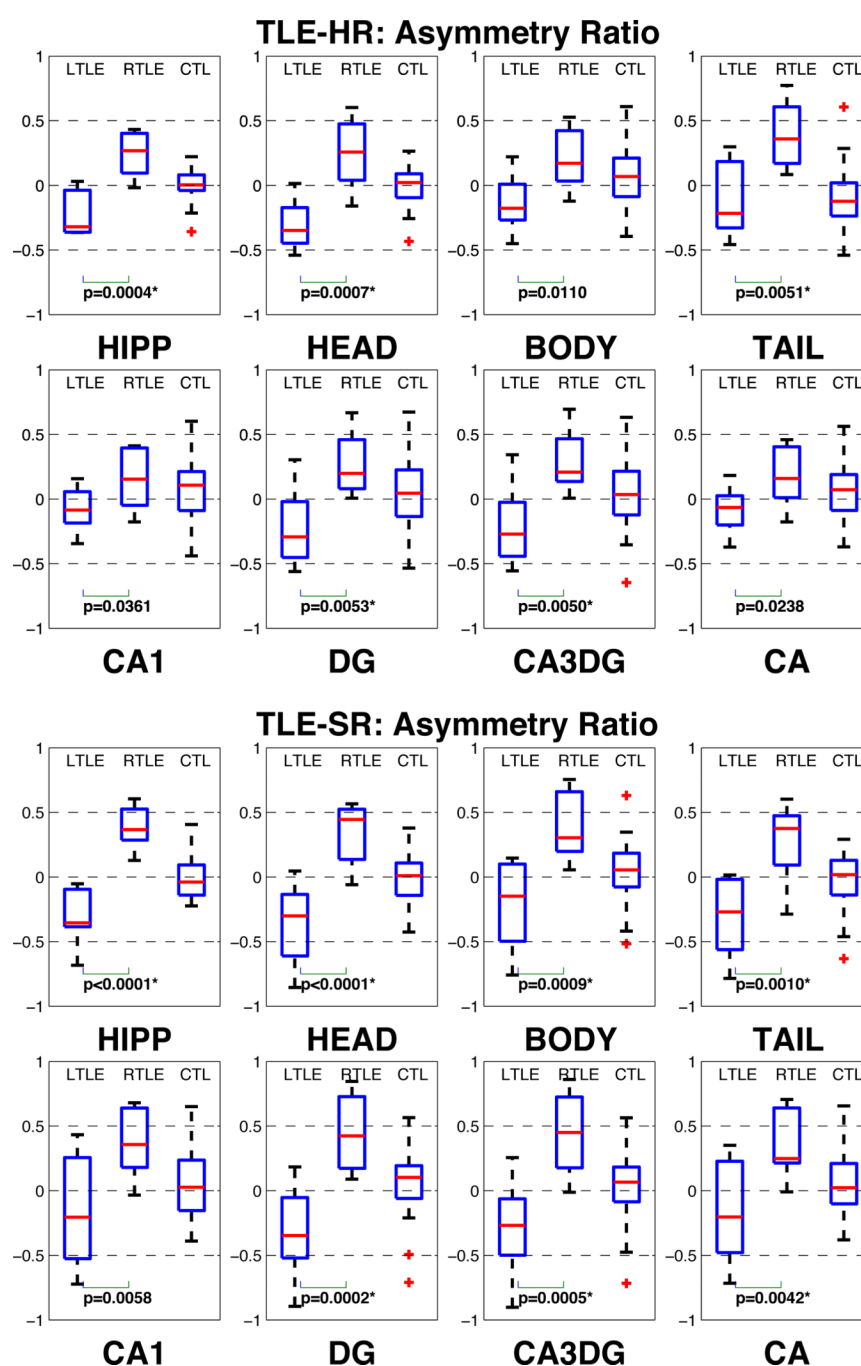 TLE-HR: Asymmetry Ratio
1 LTLE RTLE CTL 1 LTLE RTLE CTL 1 LTLE RTLE CTL 1 LTLE RTLE CTL
0.5 0.5 0.5 0.5
0 0 0 0
−0.5 −0.5 −0.5 −0.5
p=0.0004* p=0.0007* p=0.0110 p=0.0051*
−1 −1 −1 −1
HIPP HEAD BODY TAIL
1 LTLE RTLE CTL 1 LTLE RTLE CTL 1 LTLE RTLE CTL 1 LTLE RTLE CTL
0.5 0.5 0.5 0.5
0 0 0 0
−0.5 −0.5 −0.5 −0.5
p=0.0361 p=0.0053* p=0.0050* p=0.0238
−1 −1 −1 −1
CA1 DG CA3DG CA
TLE-SR: Asymmetry Ratio
1 LTLE RTLE CTL 1 LTLE RTLE CTL 1 LTLE RTLE CTL 1 LTLE RTLE CTL
0.5 0.5 0.5 0.5
0 0 0 0
−0.5 −0.5 −0.5 −0.5
p<0.0001* p<0.0001* p=0.0009* p=0.0010*
−1 −1 −1 −1
HIPP HEAD BODY TAIL
1 LTLE RTLE CTL 1 LTLE RTLE CTL 1 LTLE RTLE CTL 1 LTLE RTLE CTL
0.5 0.5 0.5 0.5
0 0 0 0
−0.5 −0.5 −0.5 −0.5
p=0.0058 p=0.0002* p=0.0005* p=0.0042*
−1 −1 −1 −1
CA1 DG CA3DG CA